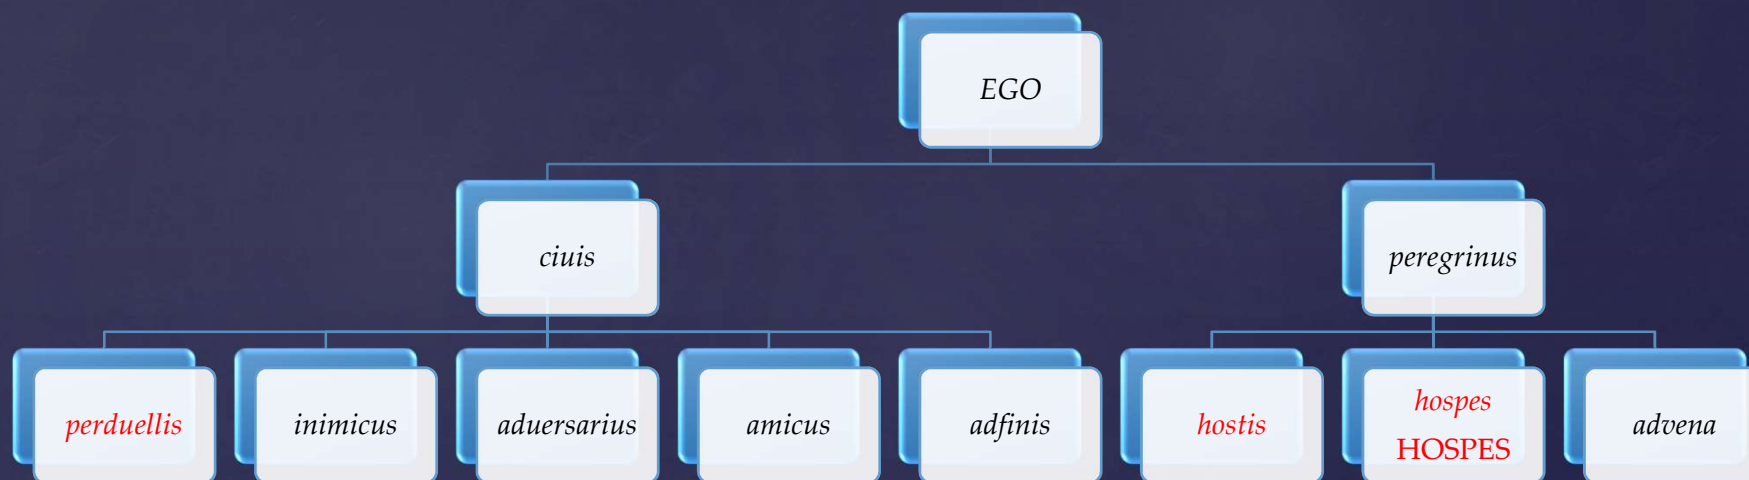 EGO
ciuis
peregrinus
perduellis
inimicus
aduersarius
amicus
adfinis
hostis
hospes
HOSPES
advena